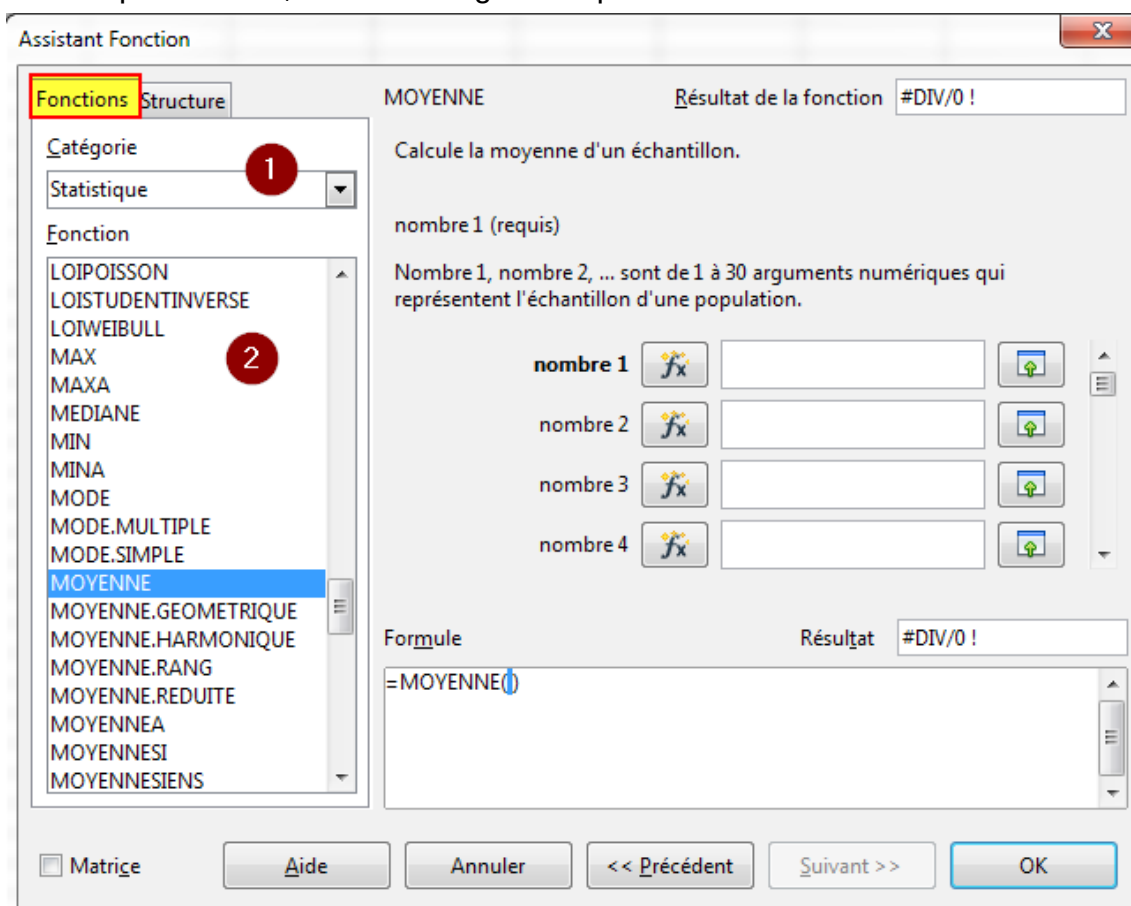 Assistant Fonction
x
Fonctions Structure
Catégorie
1
Statistique
Fonction
LOIPOISSON
LOISTUDENTINVERSE
LOIWEIBULL
MAX
2
MAXA
MEDIANE
MIN
MINA
MODE
MODE.MULTIPLE
MODE.SIMPLE
MOYENNE
MOYENNE.GEOMETRIQUE
MOYENNE.HARMONIQUE
MOYENNE.RANG
MOYENNE.REDUITE
MOYENNEA
MOYENNESI
MOYENNESIENS
MOYENNE Résultat de la fonction #DIV/0 !
Calcule la moyenne d'un échantillon.
nombre 1 (requis)
Nombre 1, nombre 2, ... sont de 1 à 30 arguments numériques qui
représentent l'échantillon d'une population.
nombre 1 fx
nombre 2 fx
nombre 3 fx
nombre 4 fx
Formule Résultat #DIV/0 !
=MOYENNE()
Matrice Aide Annuler << Précédent Suivant >> OK